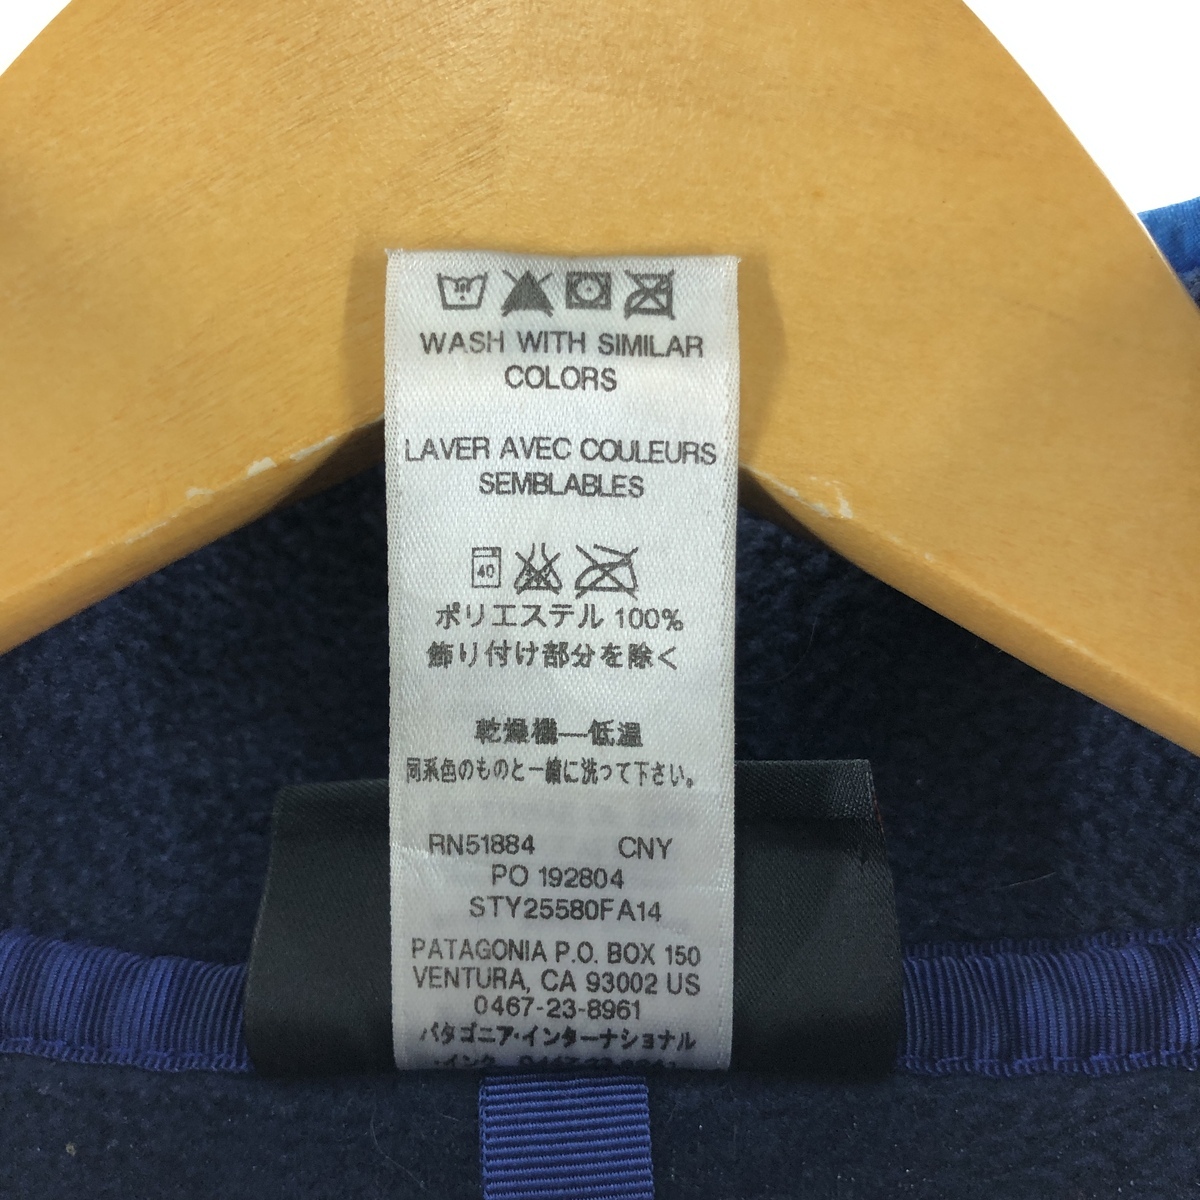 WASH WITH SIMILAR
COLORS
LAVER AVEC COULEURS
SEMBLABLES
40
ポリエステル 100%
飾り付け部分を除く
乾燥機—低温
同系色のものと一緒に洗って下さい。
RN51884 CNY
PO 192804
STY25580FA14
PATAGONIA P.O. BOX 150
VENTURA, CA 93002 US
0467-23-8961
パタゴニア・インターナショナル
・インク